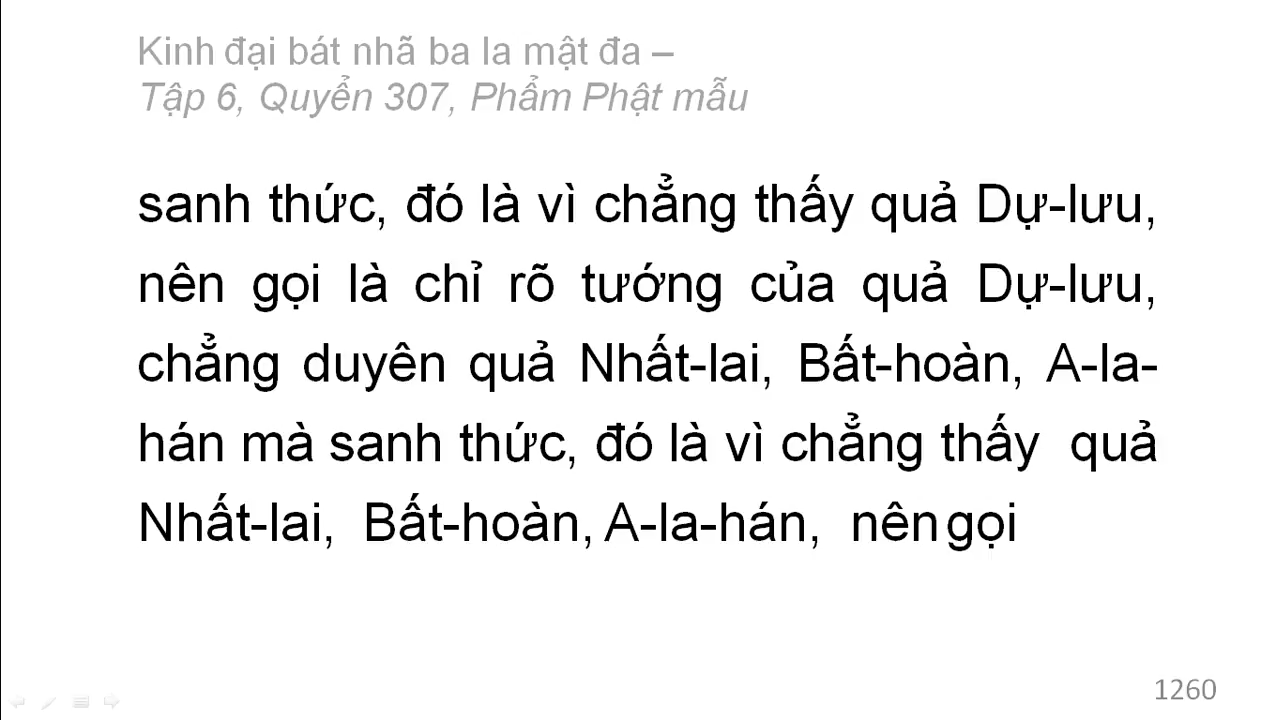 Kinh đại bát nhã ba la mật đa –
Tập 6, Quyển 307, Phẩm Phật mẫu
sanh thức, đó là vì chẳng thấy quả Dự-lưu,
nên gọi là chỉ rõ tướng của quả Dự-lưu,
chẳng duyên quả Nhất-lai, Bất-hoàn, A-la-
hán mà sanh thức, đó là vì chẳng thấy quả
Nhất-lai, Bất-hoàn, A-la-hán, nên gọi
1260